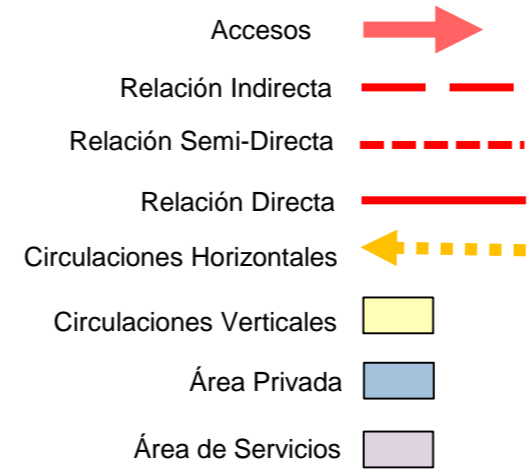 Accesos
Relación Indirecta
Relación Semi-Directa
Relación Directa
Circulaciones Horizontales
Circulaciones Verticales
Área Privada
Área de Servicios